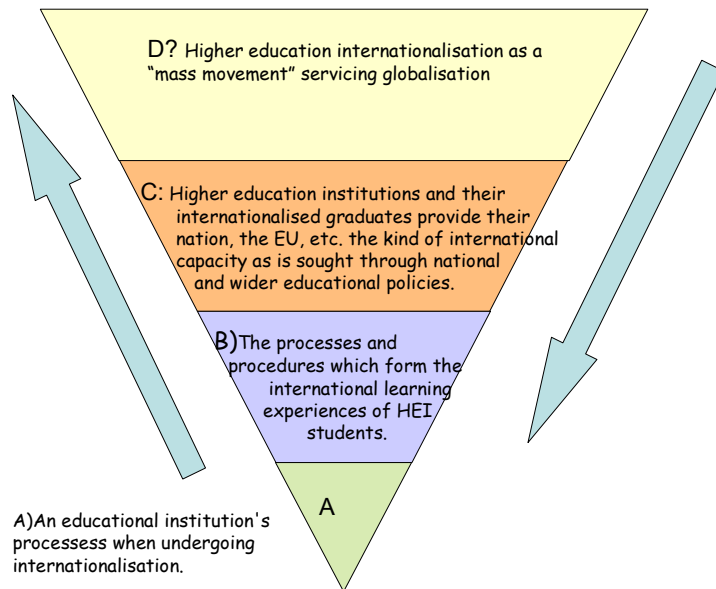 D? Higher education internationalisation as a
“mass movement” servicing globalisation
C: Higher education institutions and their
internationalised graduates provide their
nation, the EU, etc. the kind of international
capacity as is sought through national
and wider educational policies.
B)The processes and
procedures which form the
international learning
experiences of HEI
students.
A
A)An educational institution's
processess when undergoing
internationalisation.